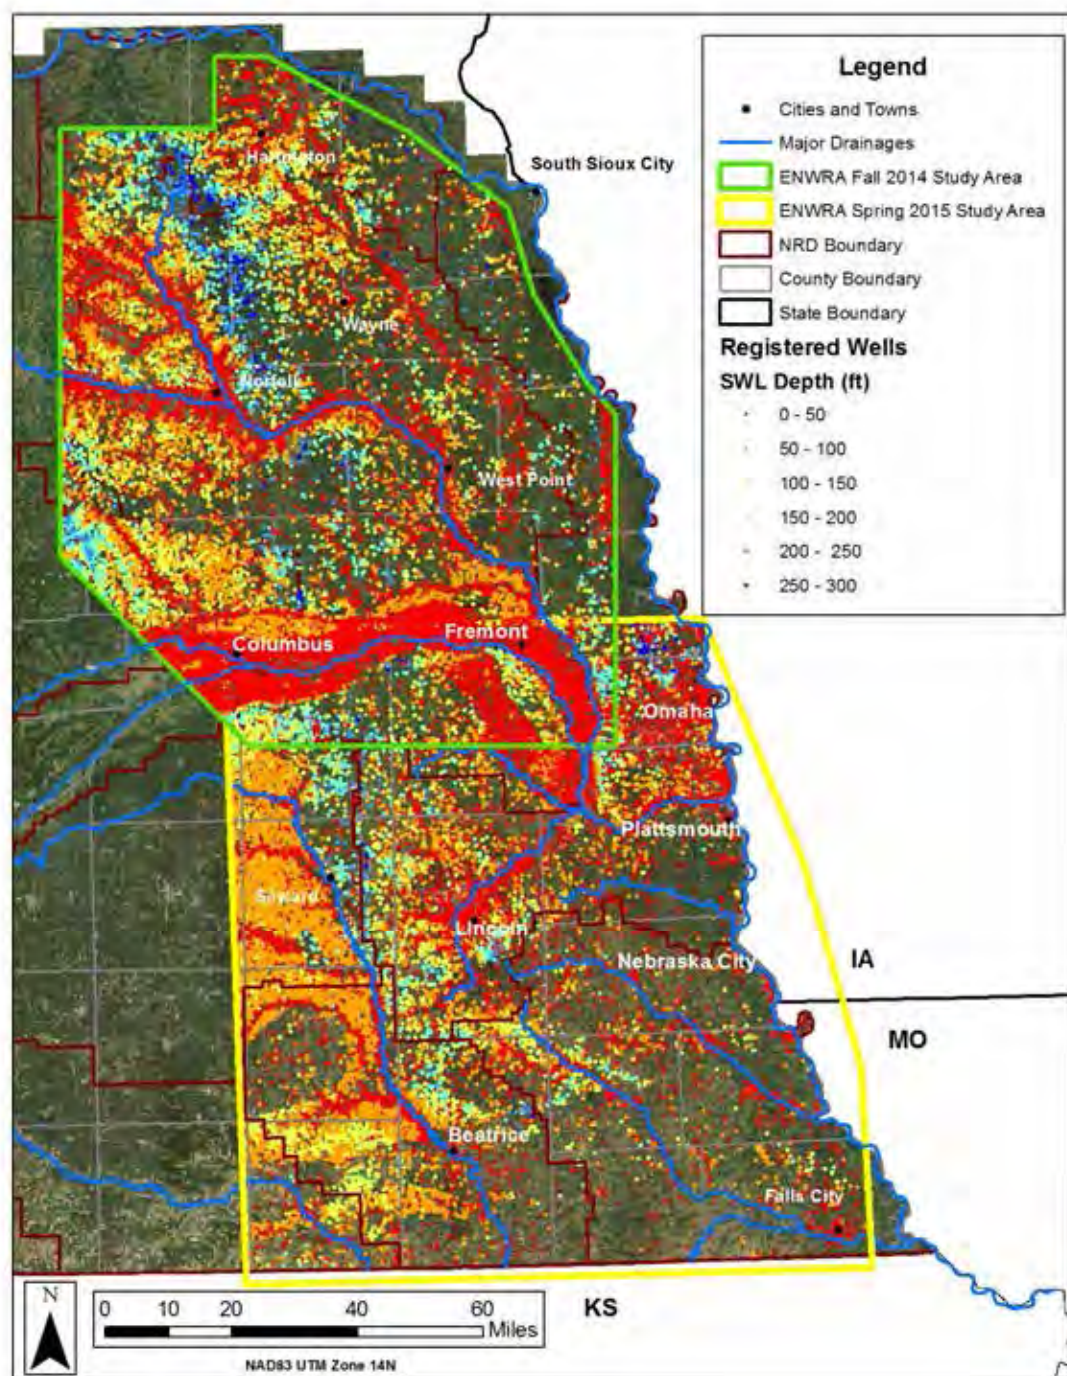 Legend
Cities and Towns
Major Drainages
ENWRA Fall 2014 Study Area
ENWRA Spring 2015 Study Area
NRD Boundary
County Boundary
State Boundary
Registered Wells
SWL Depth (ft)
0 - 50
50 - 100
100 - 150
150 - 200
200 - 250
250 - 300
South Sioux City
Hartington
Wayne
Norfolk
West Point
Columbus
Fremont
Omaha
Plattsmouth
Seward
Lincoln
Nebraska City
IA
MO
Beatrice
Falls City
KS
N
0 10 20 40 60
Miles
NAD83 UTM Zone 14N